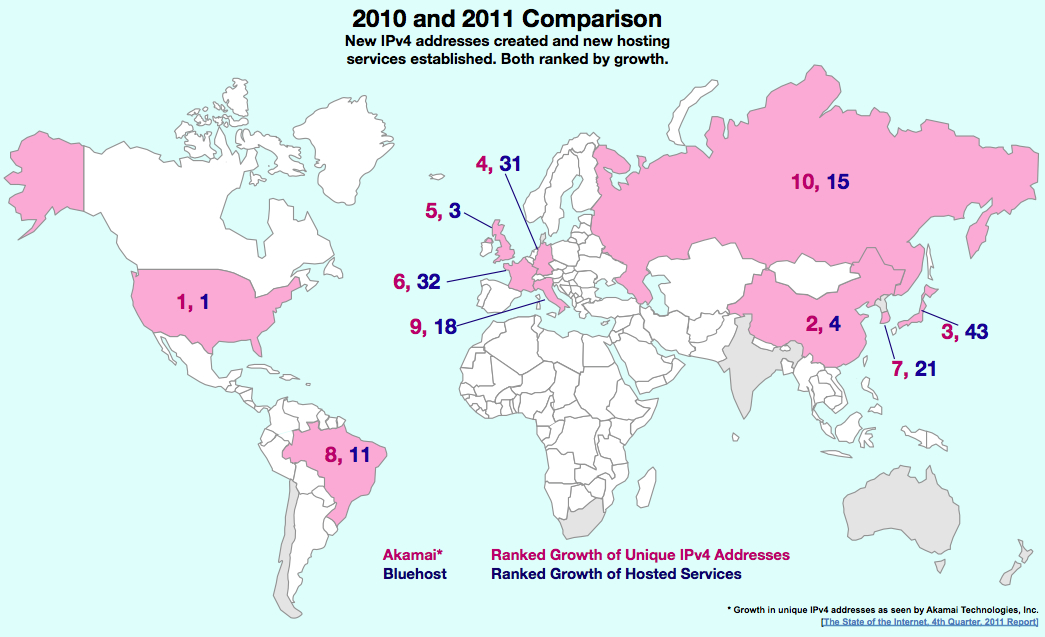 2010 and 2011 Comparison
New IPv4 addresses created and new hosting
services established. Both ranked by growth.
4, 31
10, 15
5, 3
6, 32
1, 1
9, 18
2, 4
3, 43
7, 21
8, 11
Akamai* Ranked Growth of Unique IPv4 Addresses
Bluehost Ranked Growth of Hosted Services
* Growth in unique IPv4 addresses as seen by Akamai Technologies, Inc.
[The State of the Internet, 4th Quarter, 2011 Report]